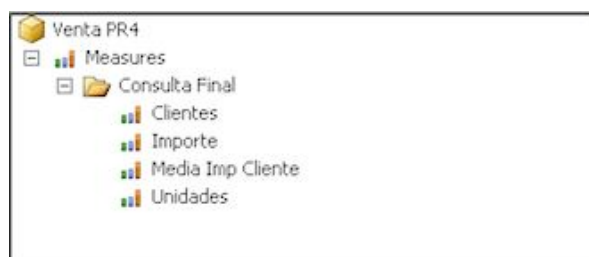 Venta PR4
Measures
Consulta Final
Clientes
Importe
Media Imp Cliente
Unidades